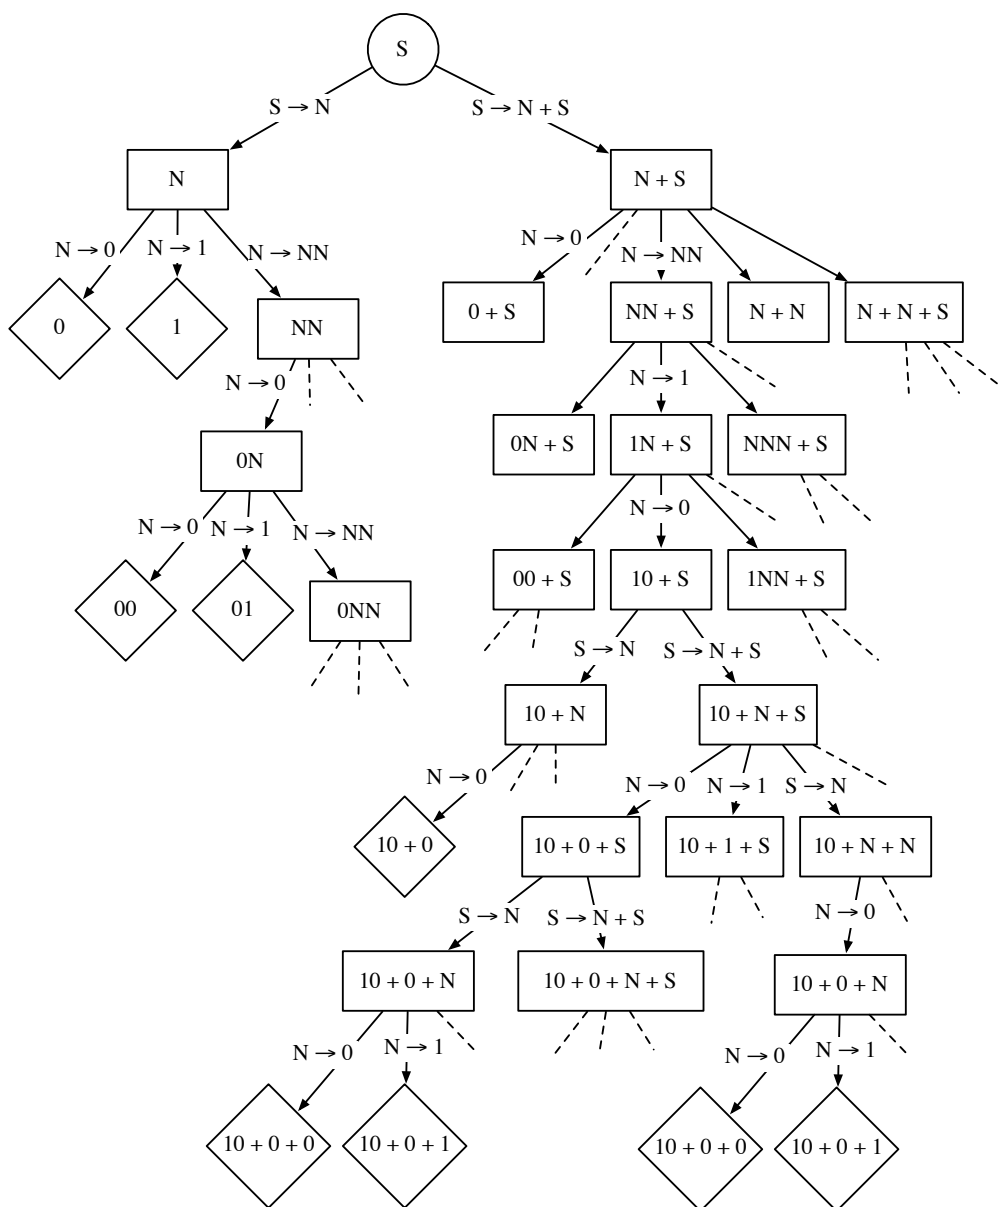 S
S → N
S → N + S
N
N + S
N → 0
N → 1
N → NN
N → 0
N → NN
0
1
NN
0 + S
NN + S
N + N
N + N + S
N → 0
N → 1
0N
0N + S
1N + S
NNN + S
N → 0
N → 1
N → NN
N → 0
00
01
0NN
00 + S
10 + S
1NN + S
S → N
S → N + S
10 + N
10 + N + S
N → 0
N → 0
N → 1
S → N
10 + 0
10 + 0 + S
10 + 1 + S
10 + N + N
S → N
S → N + S
N → 0
10 + 0 + N
10 + 0 + N + S
10 + 0 + N
N → 0
N → 1
N → 0
N → 1
10 + 0 + 0
10 + 0 + 1
10 + 0 + 0
10 + 0 + 1